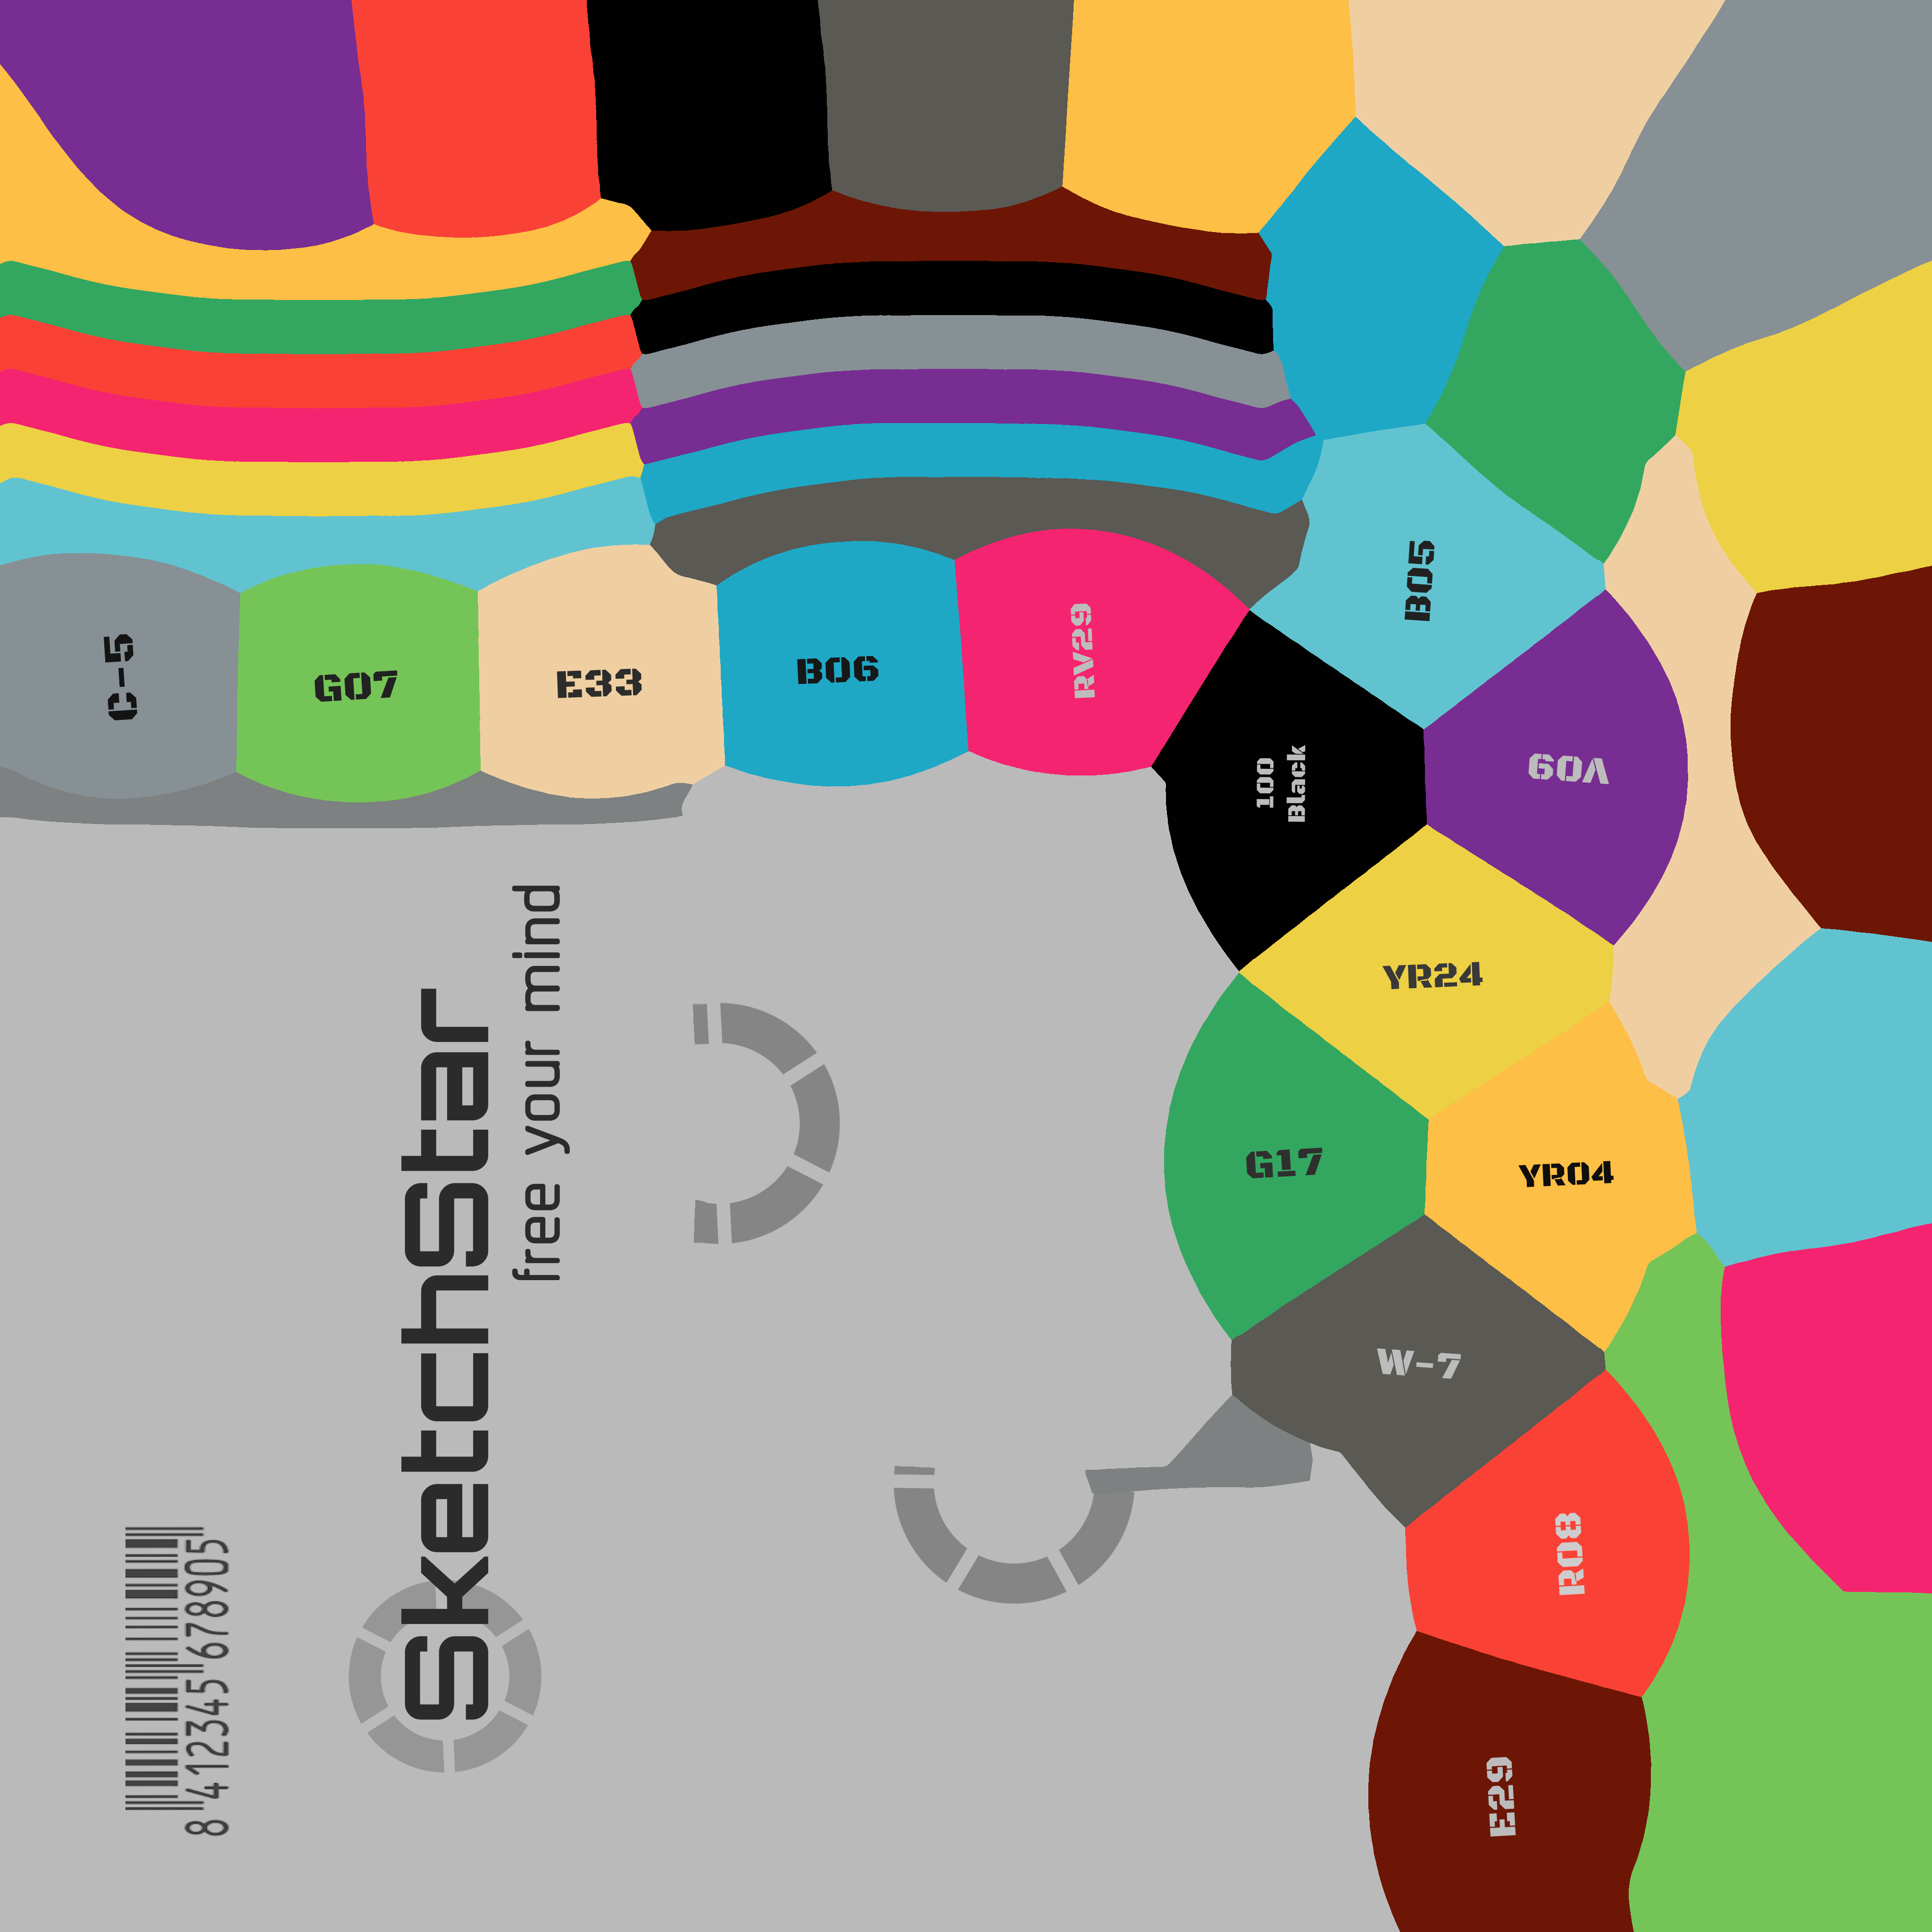 C-5
G07
E33
B06
RV29
B05
100
Black
V09
YR24
G17
YR04
W-7
R08
E29
sketchstar
free your mind
8 412345 678905